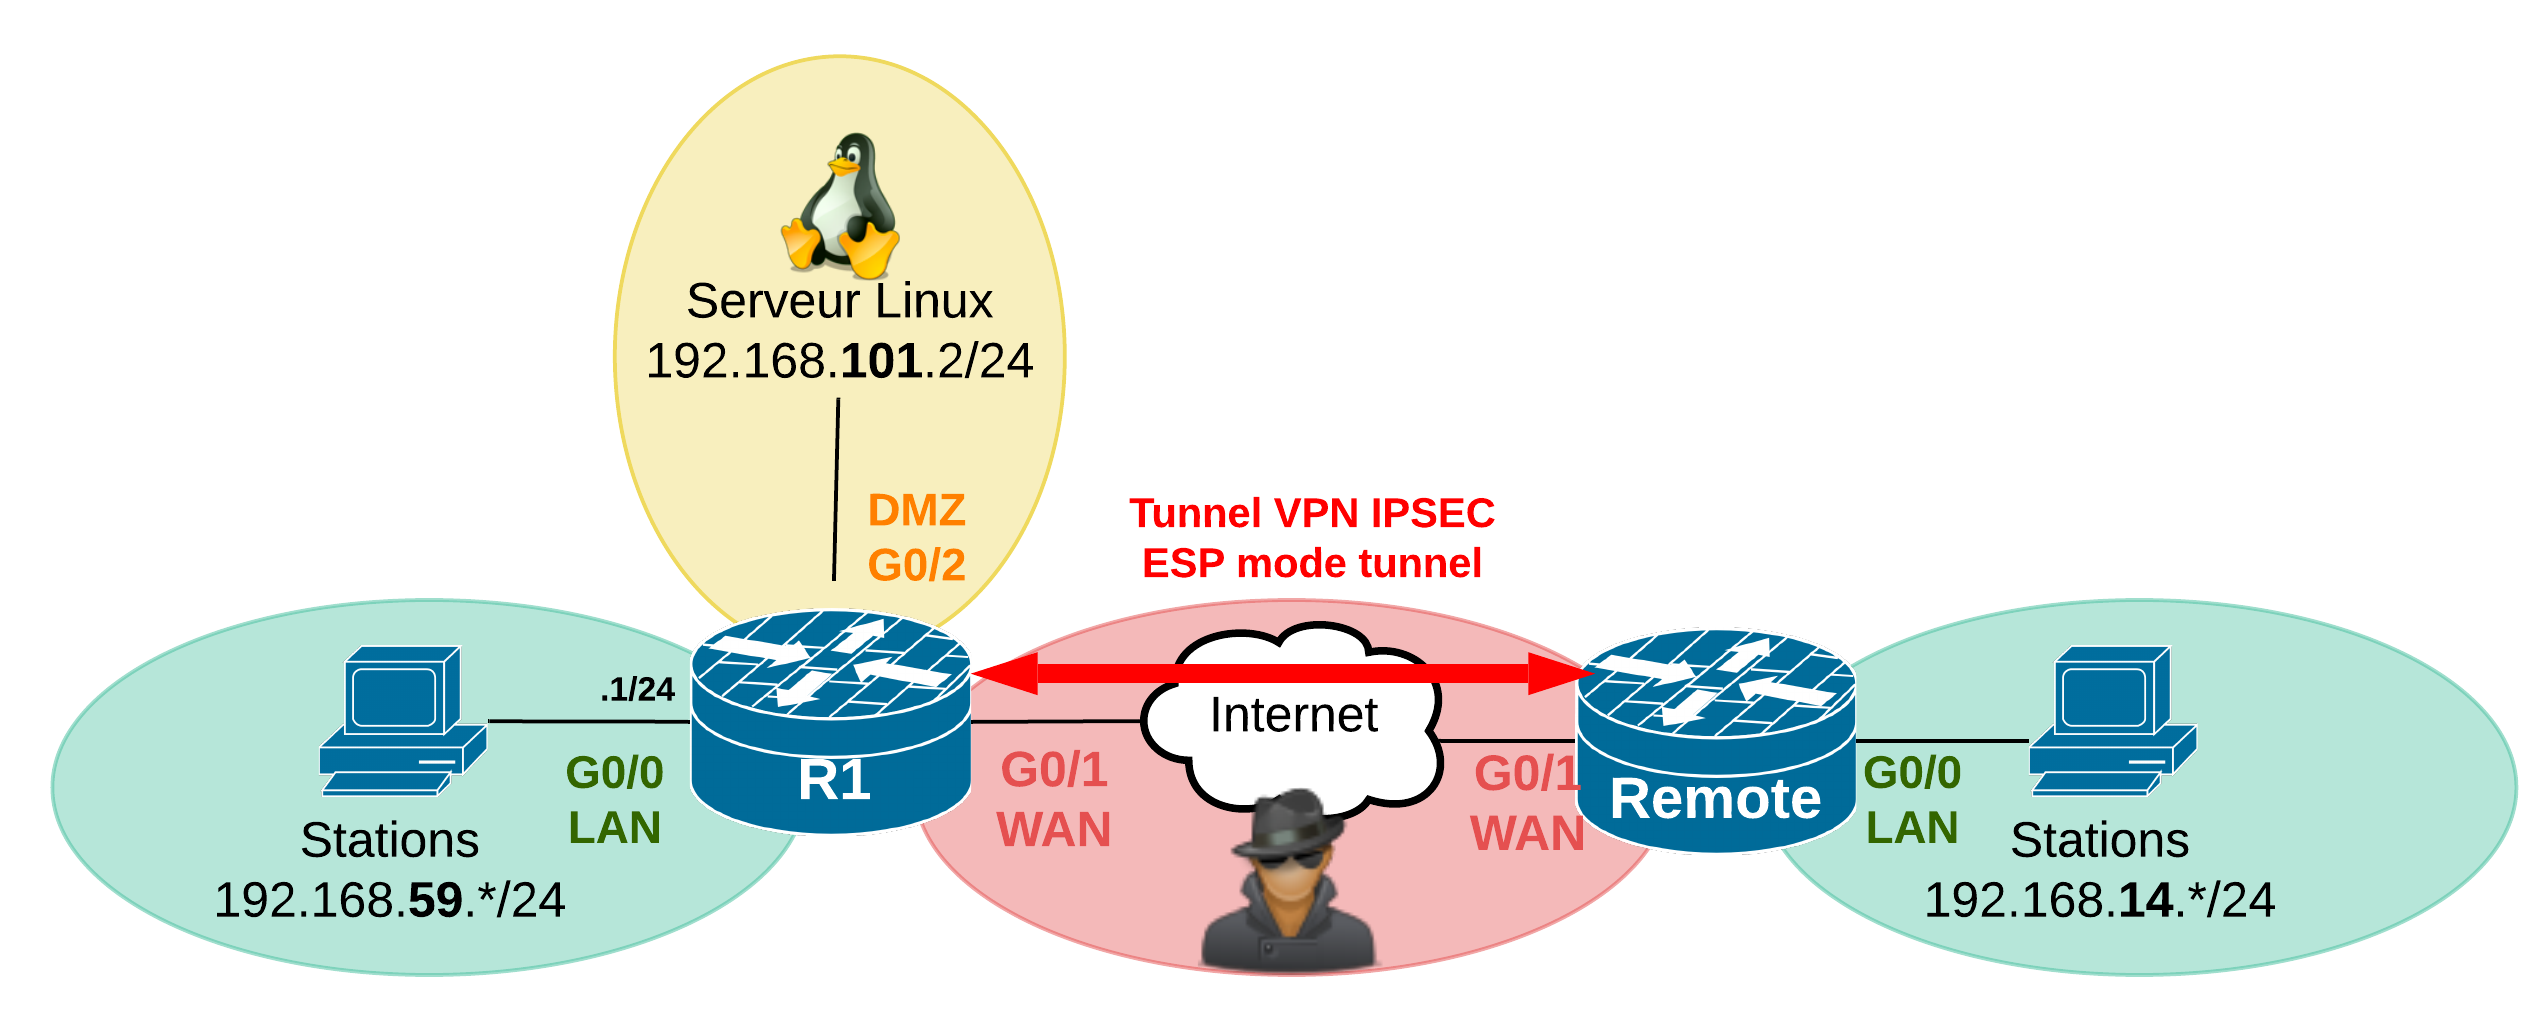 Serveur Linux
192.168.101.2/24
DMZ
G0/2
Tunnel VPN IPSEC
ESP mode tunnel
.1/24
G0/0
LAN
R1
G0/1
WAN
Internet
G0/1
WAN
Remote
G0/0
LAN
Stations
192.168.59.*/24
Stations
192.168.14.*/24